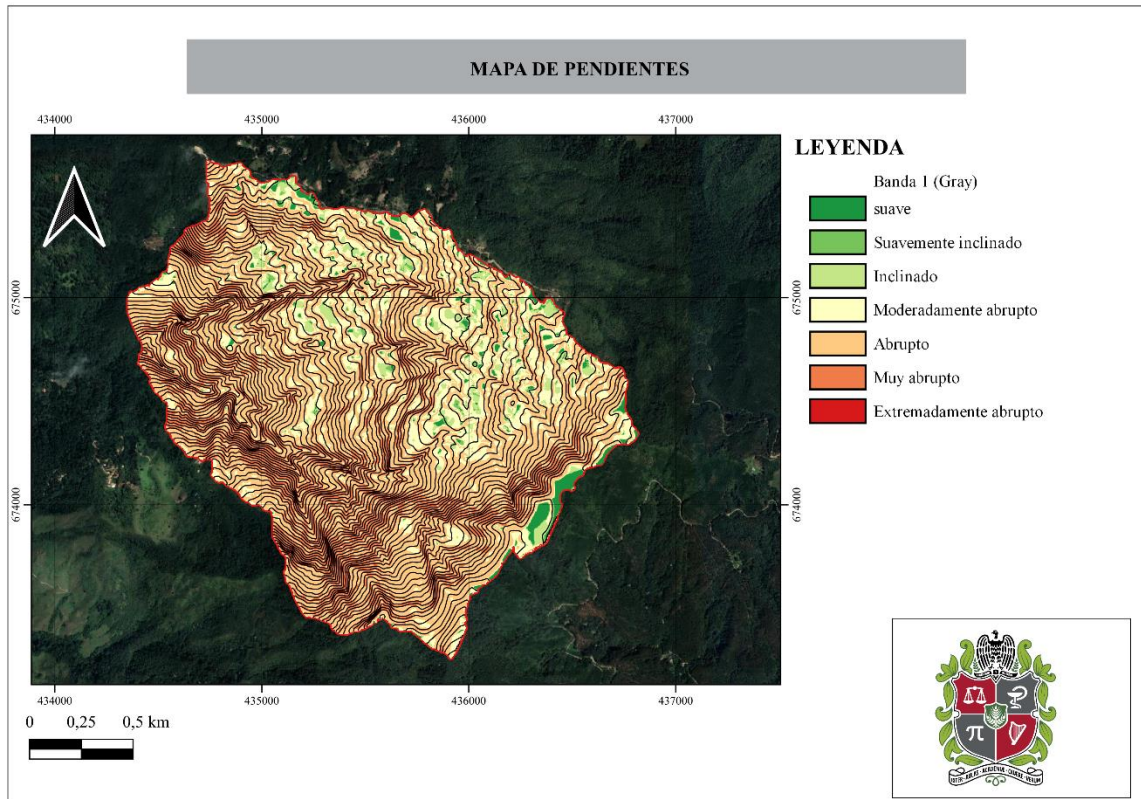 MAPA DE PENDIENTES
434000 435000 436000 437000
LEYENDA
Banda 1 (Gray)
suave
Suavemente inclinado
Inclinado
Moderadamente abrupto
Abrupto
Muy abrupto
Extremadamente abrupto
675000 675000
674000 674000
434000 435000 436000 437000
0 0,25 0,5 km
π